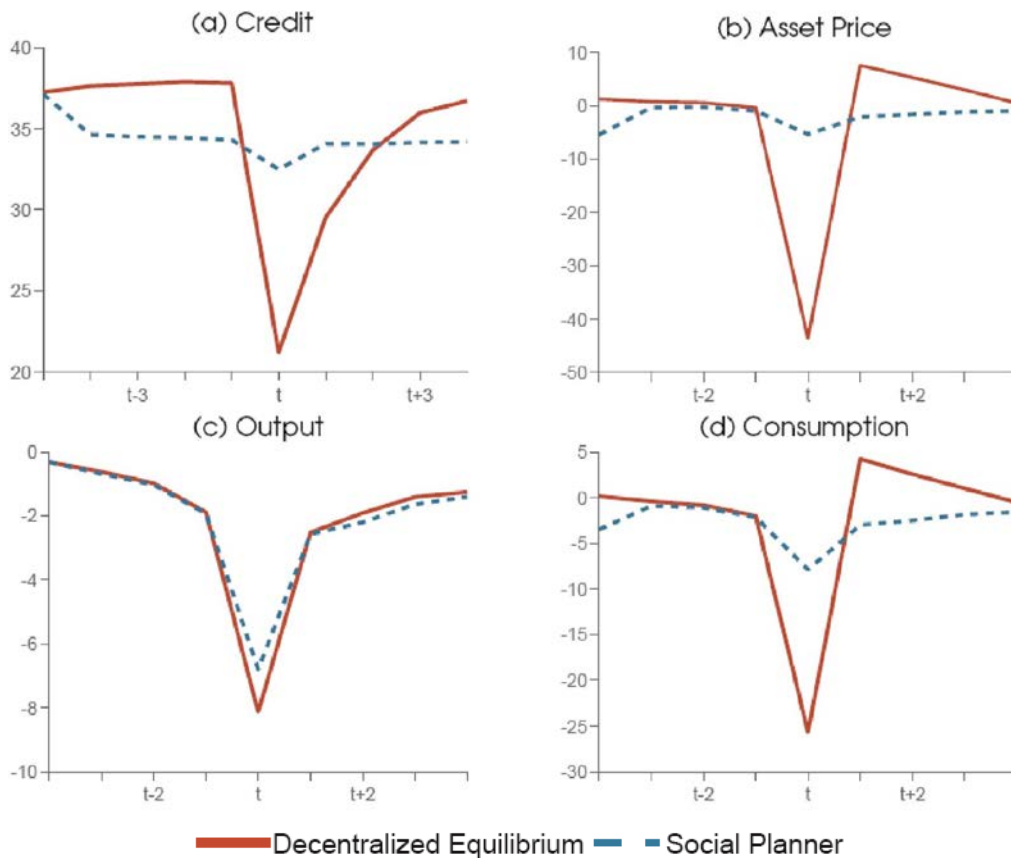 (a) Credit
40
35
30
25
20
t-3 t t+3
(b) Asset Price
10
0
-10
-20
-30
-40
-50
t-2 t t+2
(c) Output
0
-2
-4
-6
-8
-10
t-2 t t+2
(d) Consumption
5
0
-5
-10
-15
-20
-25
-30
t-2 t t+2
Decentralized Equilibrium Social Planner